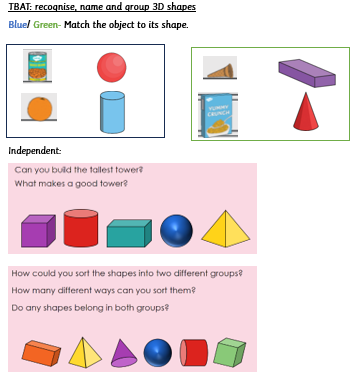 TBAT: recognise, name and group 3D shapes
Blue/ Green- Match the object to its shape.
YUMMY
CRUNCH
Independent:
Can you build the tallest tower?
What makes a good tower?
How could you sort the shapes into two different groups?
How many different ways can you sort them?
Do any shapes belong in both groups?